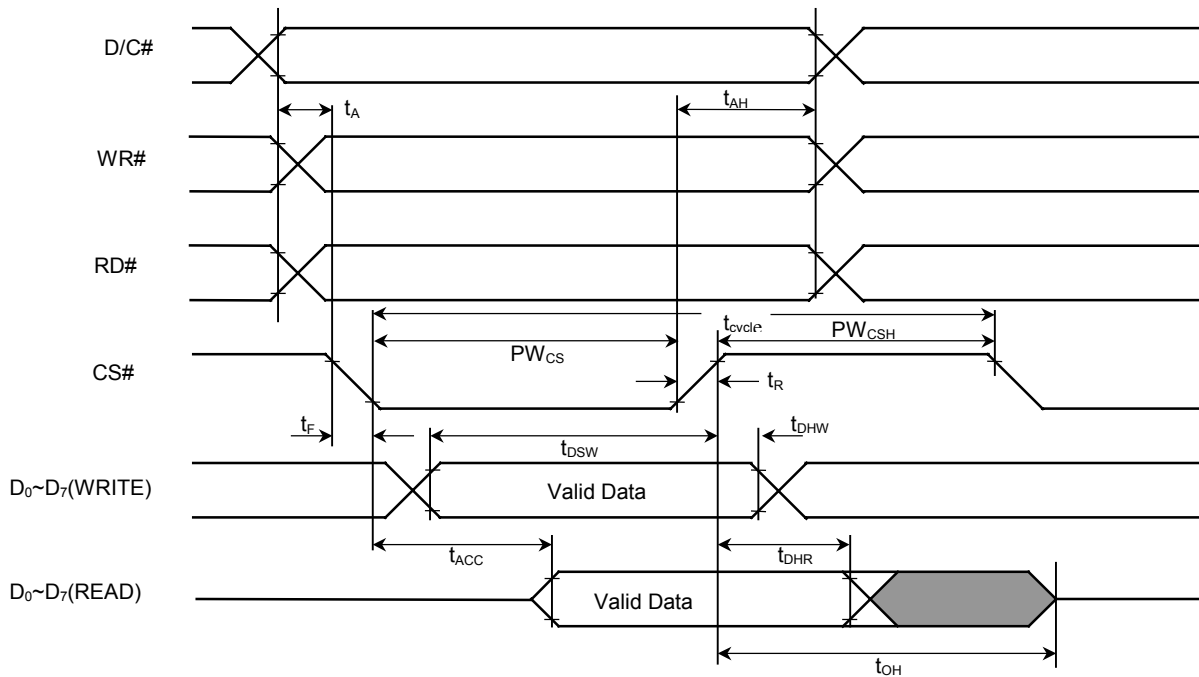 D/C#
tA
tAH
WR#
RD#
tcycle
PWCS
PWCSH
CS#
tR
tF
tDSW
tDHW
D0~D7(WRITE)
Valid Data
tACC
tDHR
D0~D7(READ)
Valid Data
tOH